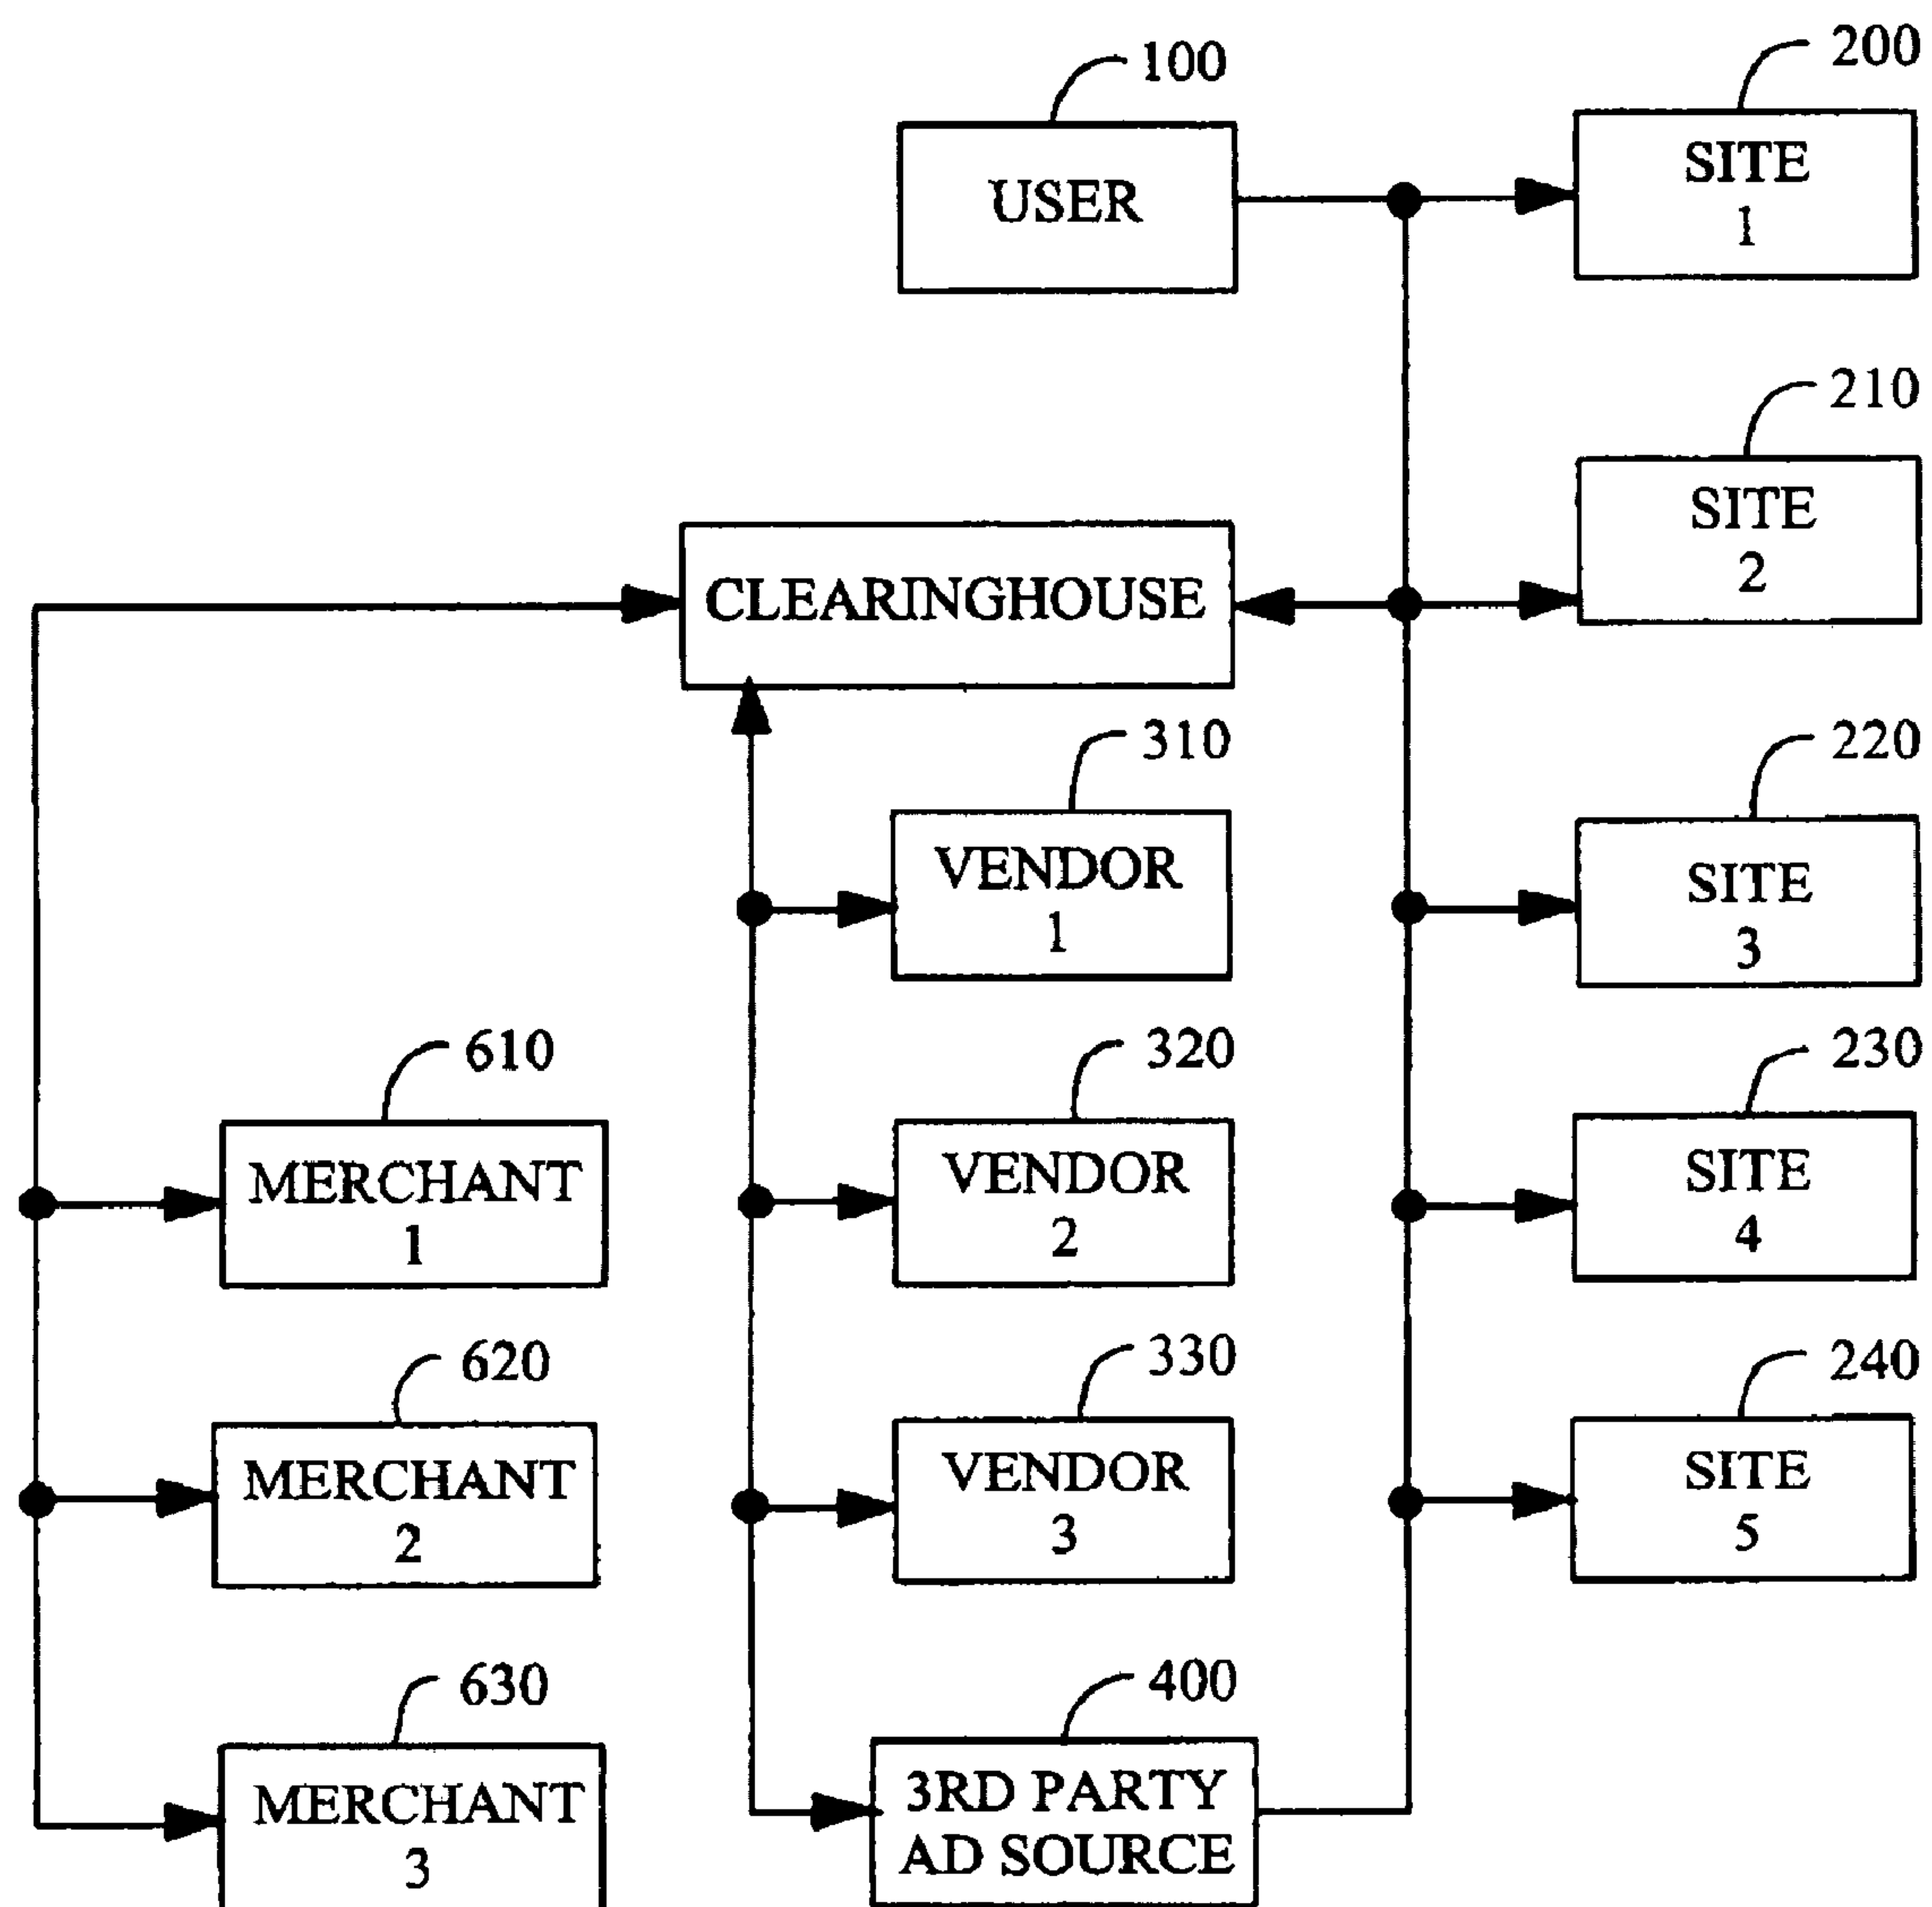 100
200
USER
SITE
1
210
SITE
2
CLEARINGHOUSE
310
220
VENDOR
1
SITE
3
610
320
230
MERCHANT
1
VENDOR
2
SITE
4
620
330
240
MERCHANT
2
VENDOR
3
SITE
5
630
400
MERCHANT
3
3RD PARTY
AD SOURCE